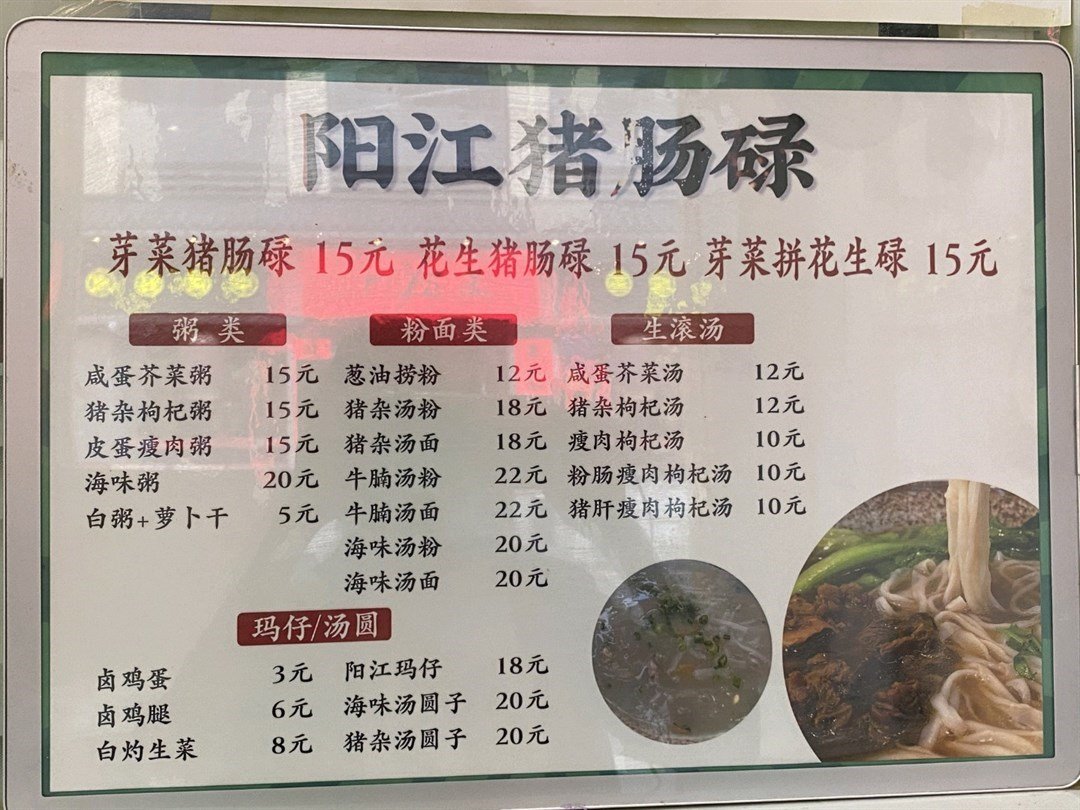 阳江猪肠碌
芽菜猪肠碌 15元 花生猪肠碌 15元 芽菜拼花生碌 15元
粥 类
咸蛋芥菜粥 15元
猪杂枸杞粥 15元
皮蛋瘦肉粥 15元
海味粥 20元
白粥+萝卜干 5元
粉面类
葱油捞粉 12元
猪杂汤粉 18元
猪杂汤面 18元
牛腩汤粉 22元
牛腩汤面 22元
海味汤粉 20元
海味汤面 20元
生滚汤
咸蛋芥菜汤 12元
猪杂枸杞汤 12元
瘦肉枸杞汤 10元
粉肠瘦肉枸杞汤 10元
猪肝瘦肉枸杞汤 10元
玛仔/汤圆
卤鸡蛋 3元
卤鸡腿 6元
白灼生菜 8元
阳江玛仔 18元
海味汤圆子 20元
猪杂汤圆子 20元